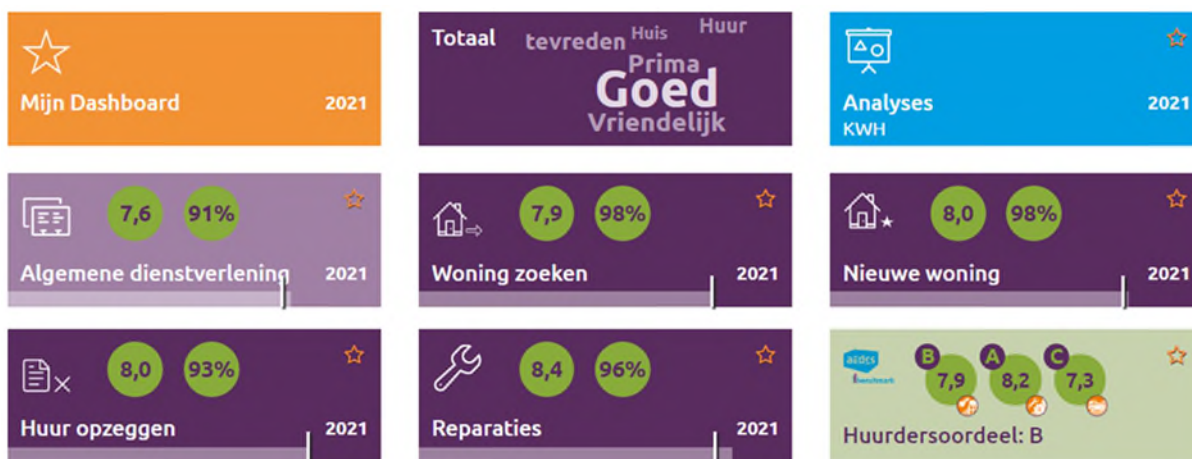 Mijn Dashboard 2021
Totaal
tevreden Huis Huur
Prima
Goed
Vriendelijk
Analyses 2021
KWH
7,6 91%
Algemene dienstverlening 2021
7,9 98%
Woning zoeken 2021
8,0 98%
Nieuwe woning 2021
8,0 93%
Huur opzeggen 2021
8,4 96%
Reparaties 2021
aedes
benchmark
B A C
7,9 8,2 7,3
Huurdersoordeel: B